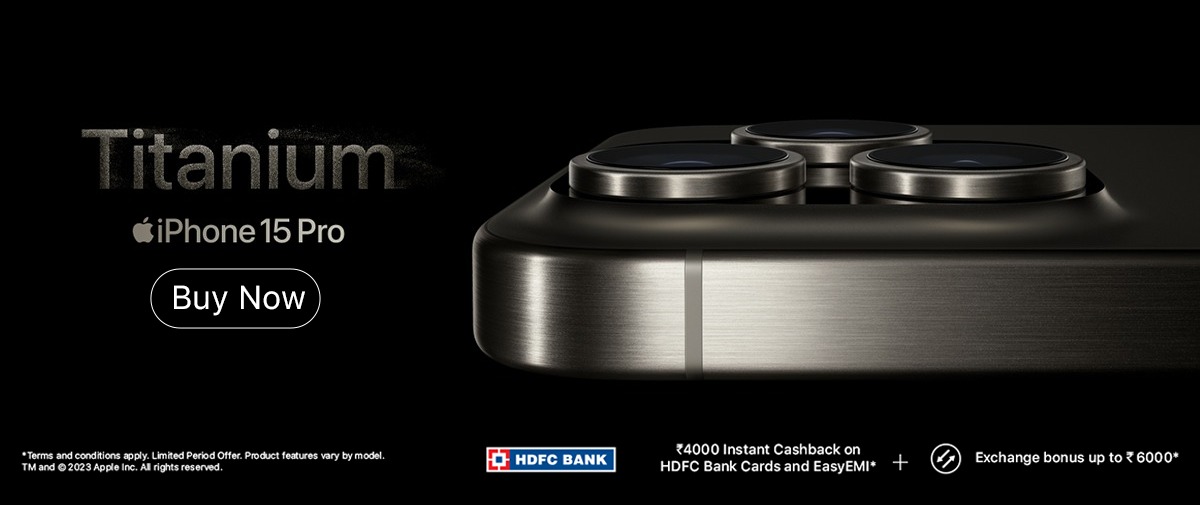 Titanium
iPhone 15 Pro
Buy Now
*Terms and conditions apply. Limited Period Offer. Product features vary by model.
TM and © 2023 Apple Inc. All rights reserved.
HDFC BANK
₹4000 Instant Cashback on
HDFC Bank Cards and EasyEMI*
+
Exchange bonus up to ₹6000*